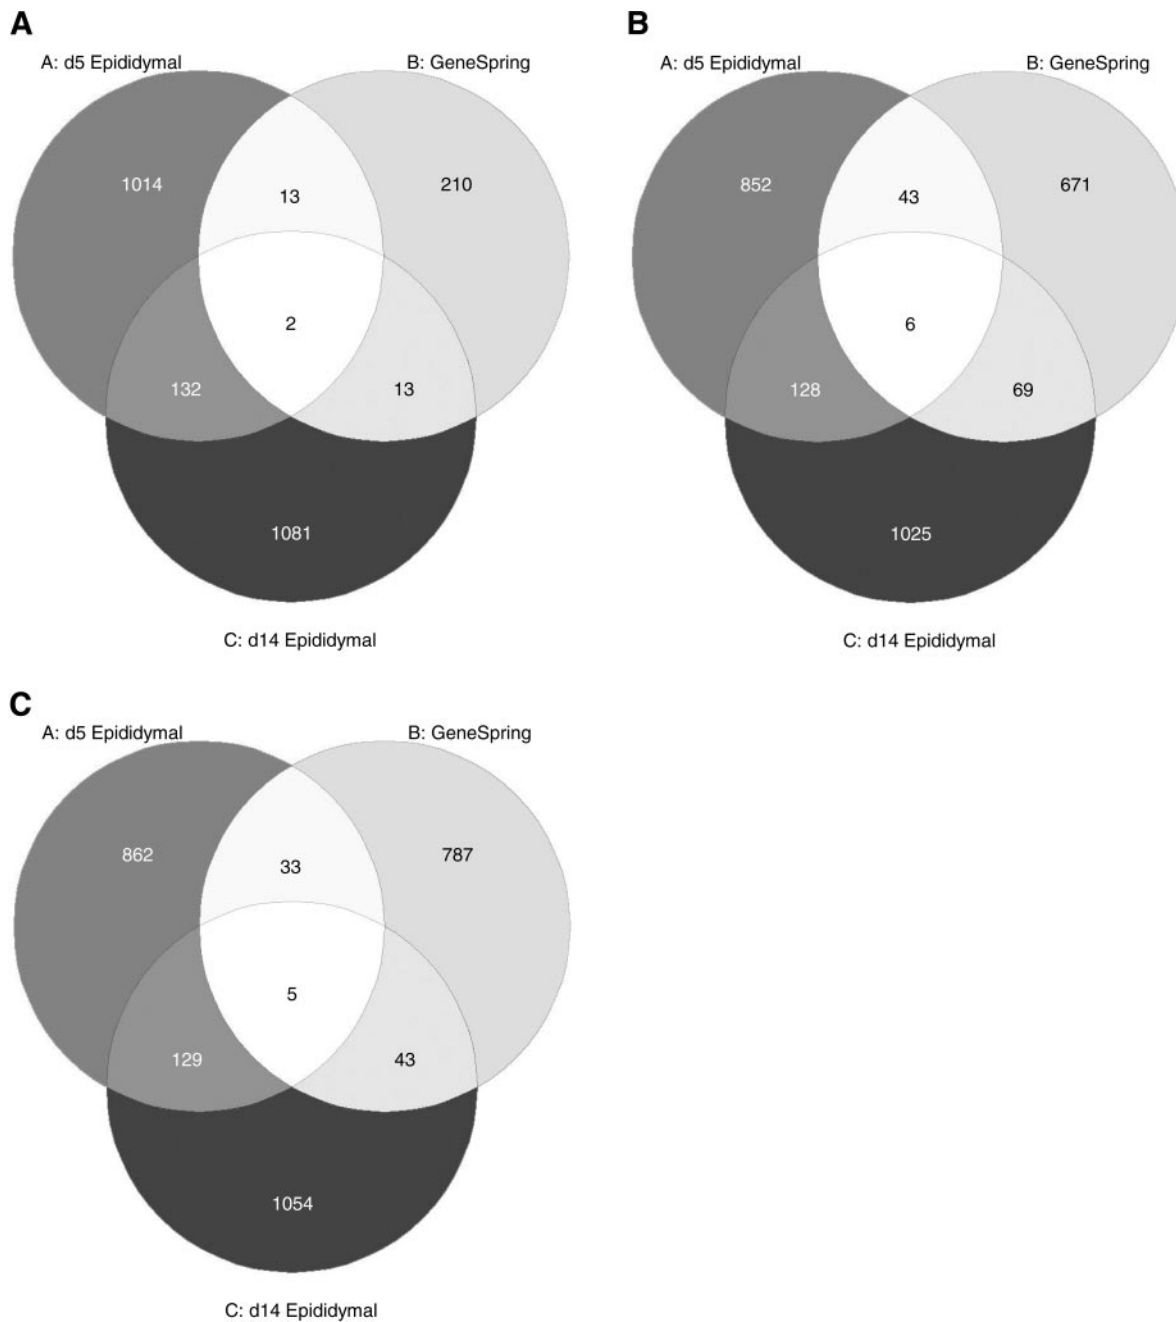 A
A: d5 Epididymal
B: GeneSpring
1014
13
210
2
132
13
1081
C: d14 Epididymal
B
A: d5 Epididymal
B: GeneSpring
852
43
671
6
128
69
1025
C: d14 Epididymal
C
A: d5 Epididymal
B: GeneSpring
862
33
787
5
129
43
1054
C: d14 Epididymal